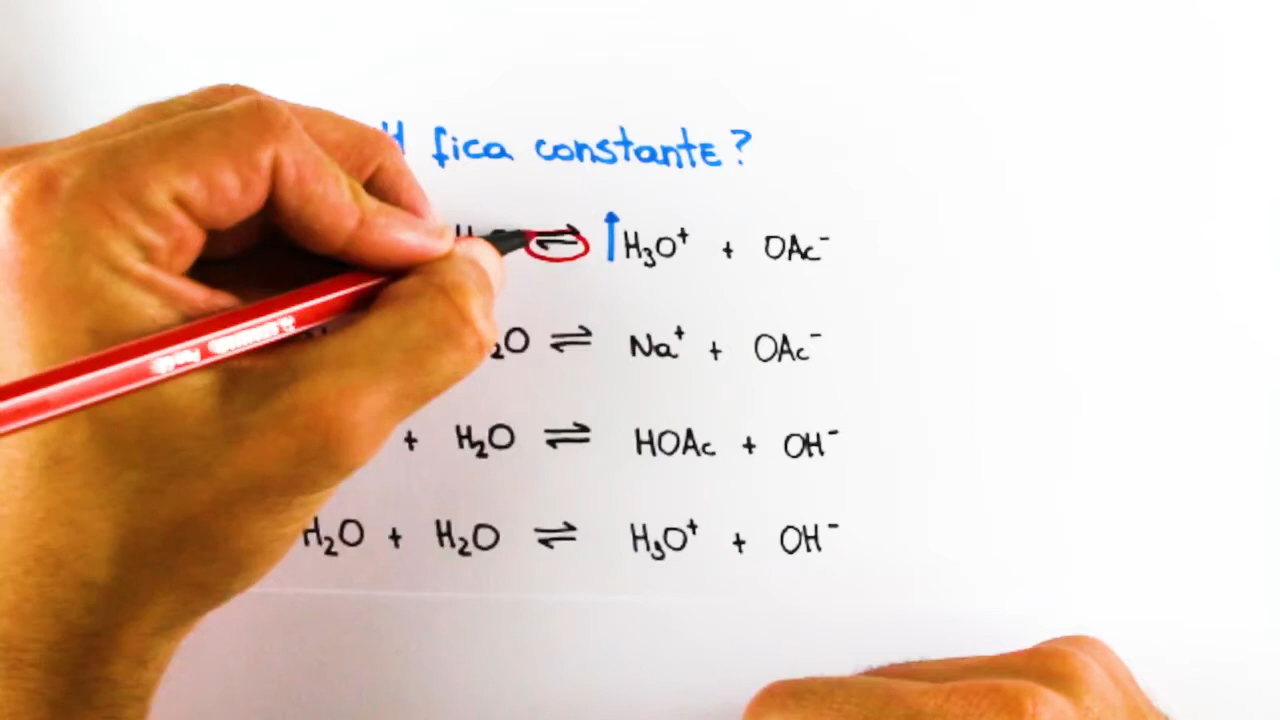 fica constante?
⇌ H₃O⁺ + OAc⁻
O ⇌ Na⁺ + OAc⁻
+ H₂O ⇌ HOAc + OH⁻
H₂O + H₂O ⇌ H₃O⁺ + OH⁻